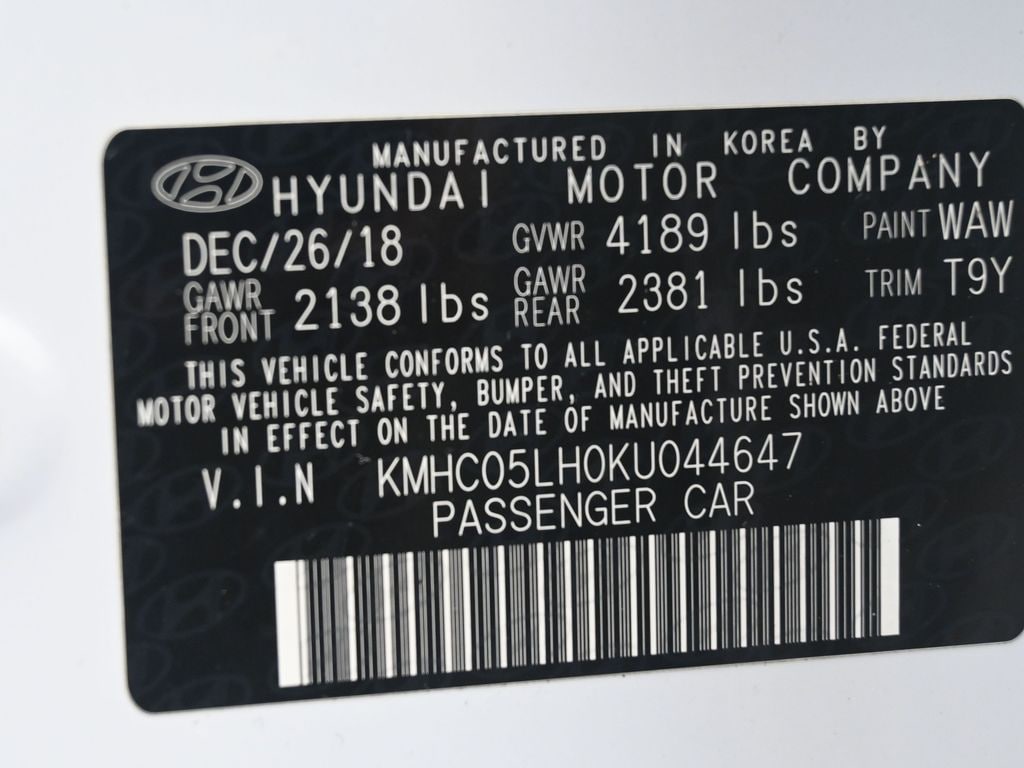 MANUFACTURED IN KOREA BY
HYUNDAI MOTOR COMPANY
DEC/26/18 GVWR 4189 lbs PAINT WAW
GAWR FRONT 2138 lbs GAWR REAR 2381 lbs TRIM T9Y
THIS VEHICLE CONFORMS TO ALL APPLICABLE U.S.A. FEDERAL
MOTOR VEHICLE SAFETY, BUMPER, AND THEFT PREVENTION STANDARDS
IN EFFECT ON THE DATE OF MANUFACTURE SHOWN ABOVE
V.I.N KMHC05LH0KU044647
PASSENGER CAR